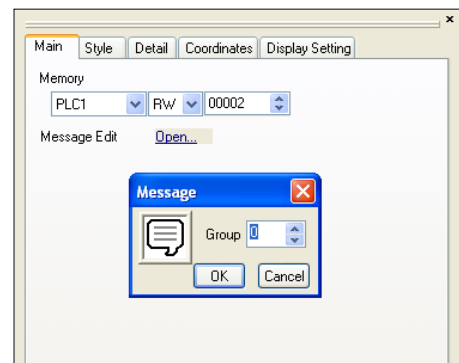 Main Style Detail Coordinates Display Setting
Memory
PLC1 RW 00002
Message Edit Open...
Message
Group 0
OK Cancel